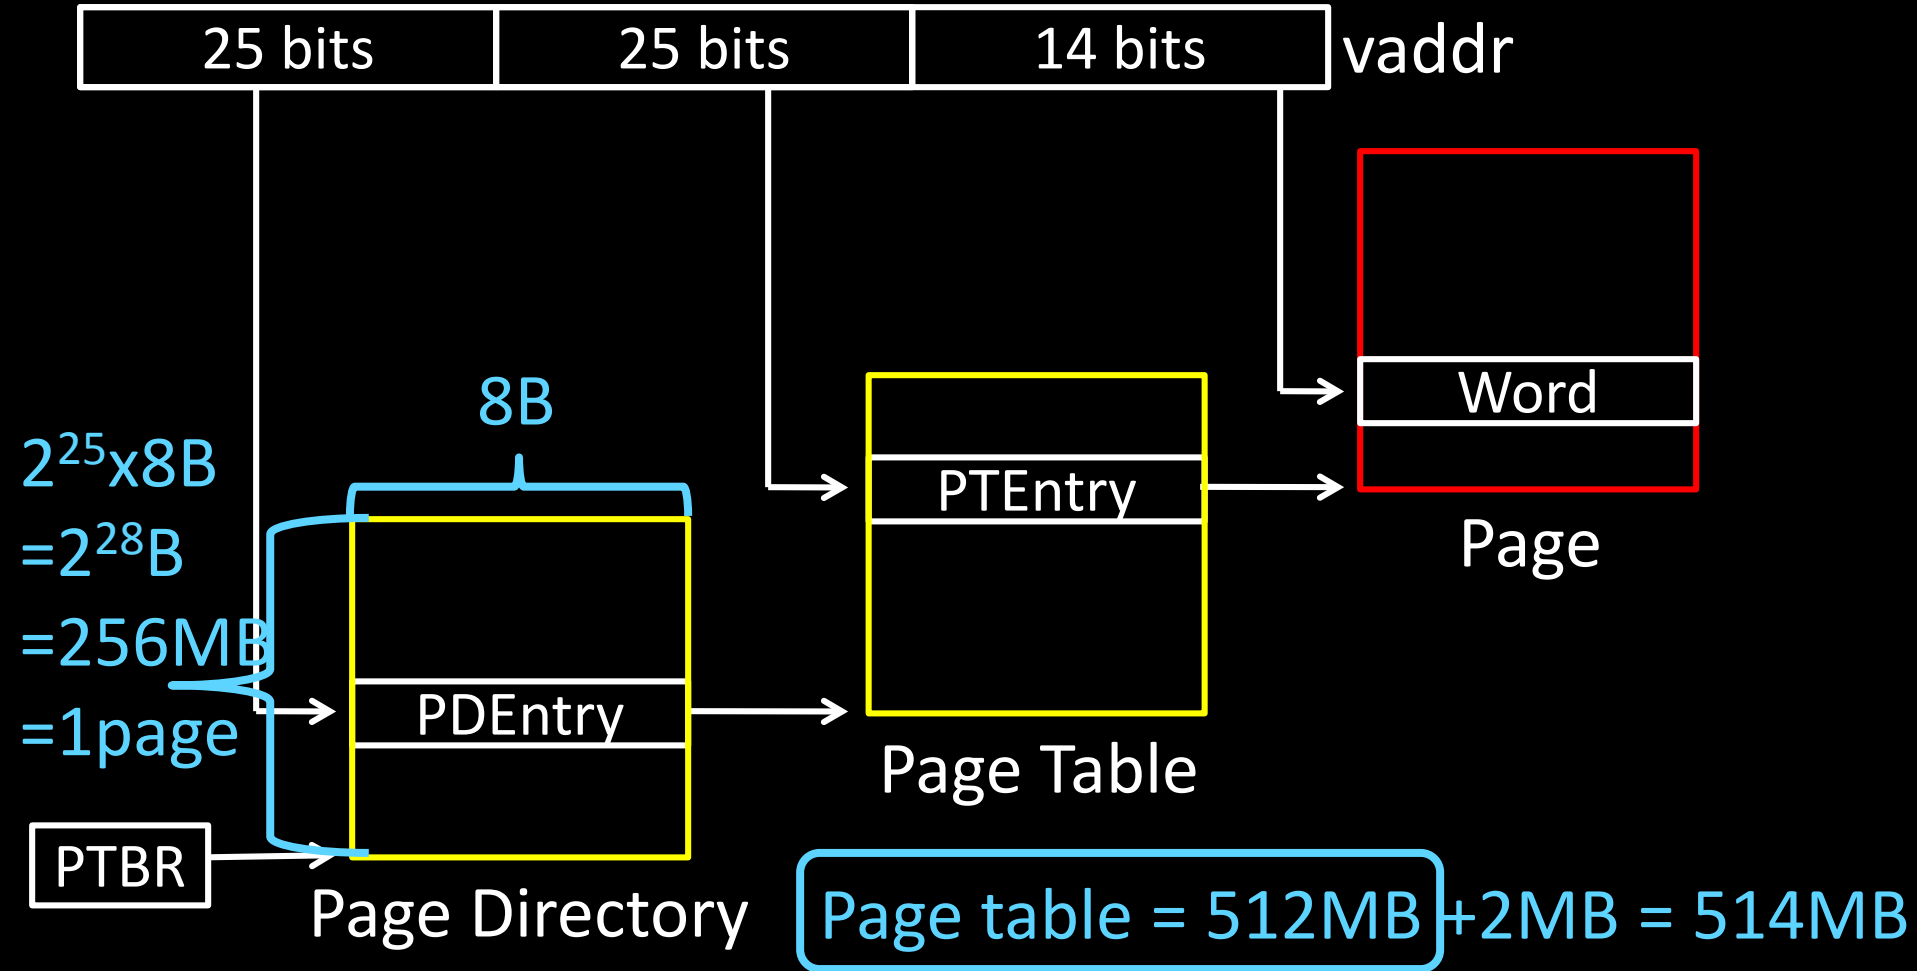 25 bits 25 bits 14 bits vaddr
8B
2²⁵x8B
=2²⁸B
=256MB
=1page
Word
PTEntry
Page
PDEntry
Page Table
PTBR
Page Directory
Page table = 512MB +2MB = 514MB